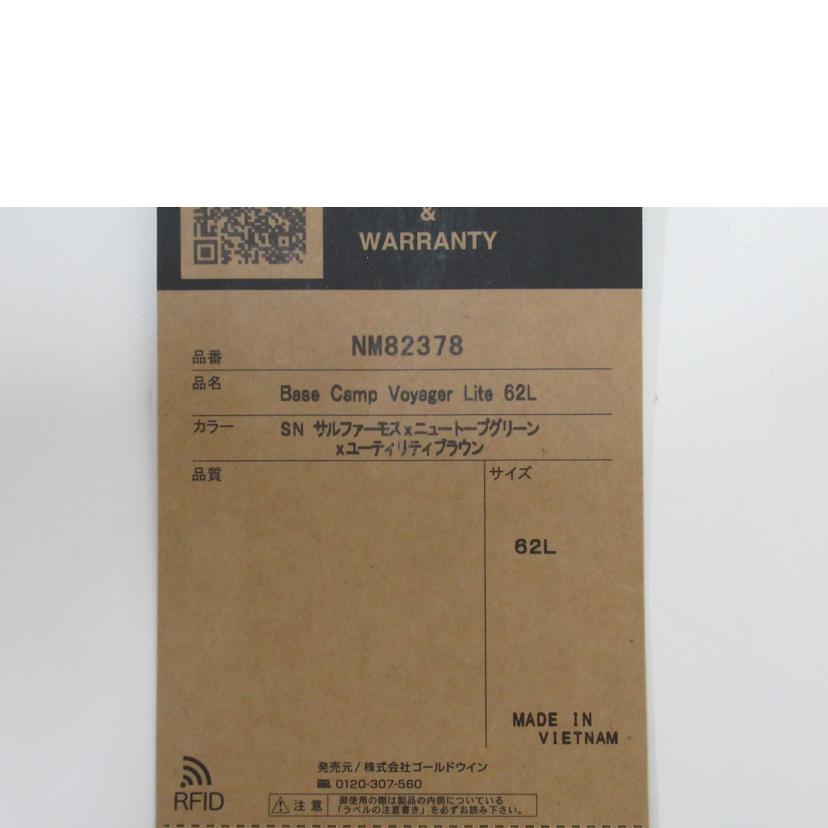 &
WARRANTY
品番 NM82378
品名 Base Camp Voyager Lite 62L
カラー SN サルファーモスxニュートープグリーン
xユーティリティブラウン
品質
サイズ
62L
MADE IN
VIETNAM
発売元/株式会社ゴールドウイン
0120-307-560
RFID
注意
御使用の際は製品の内側についている
「ラベルの注意書き」を必ずお読み下さい。